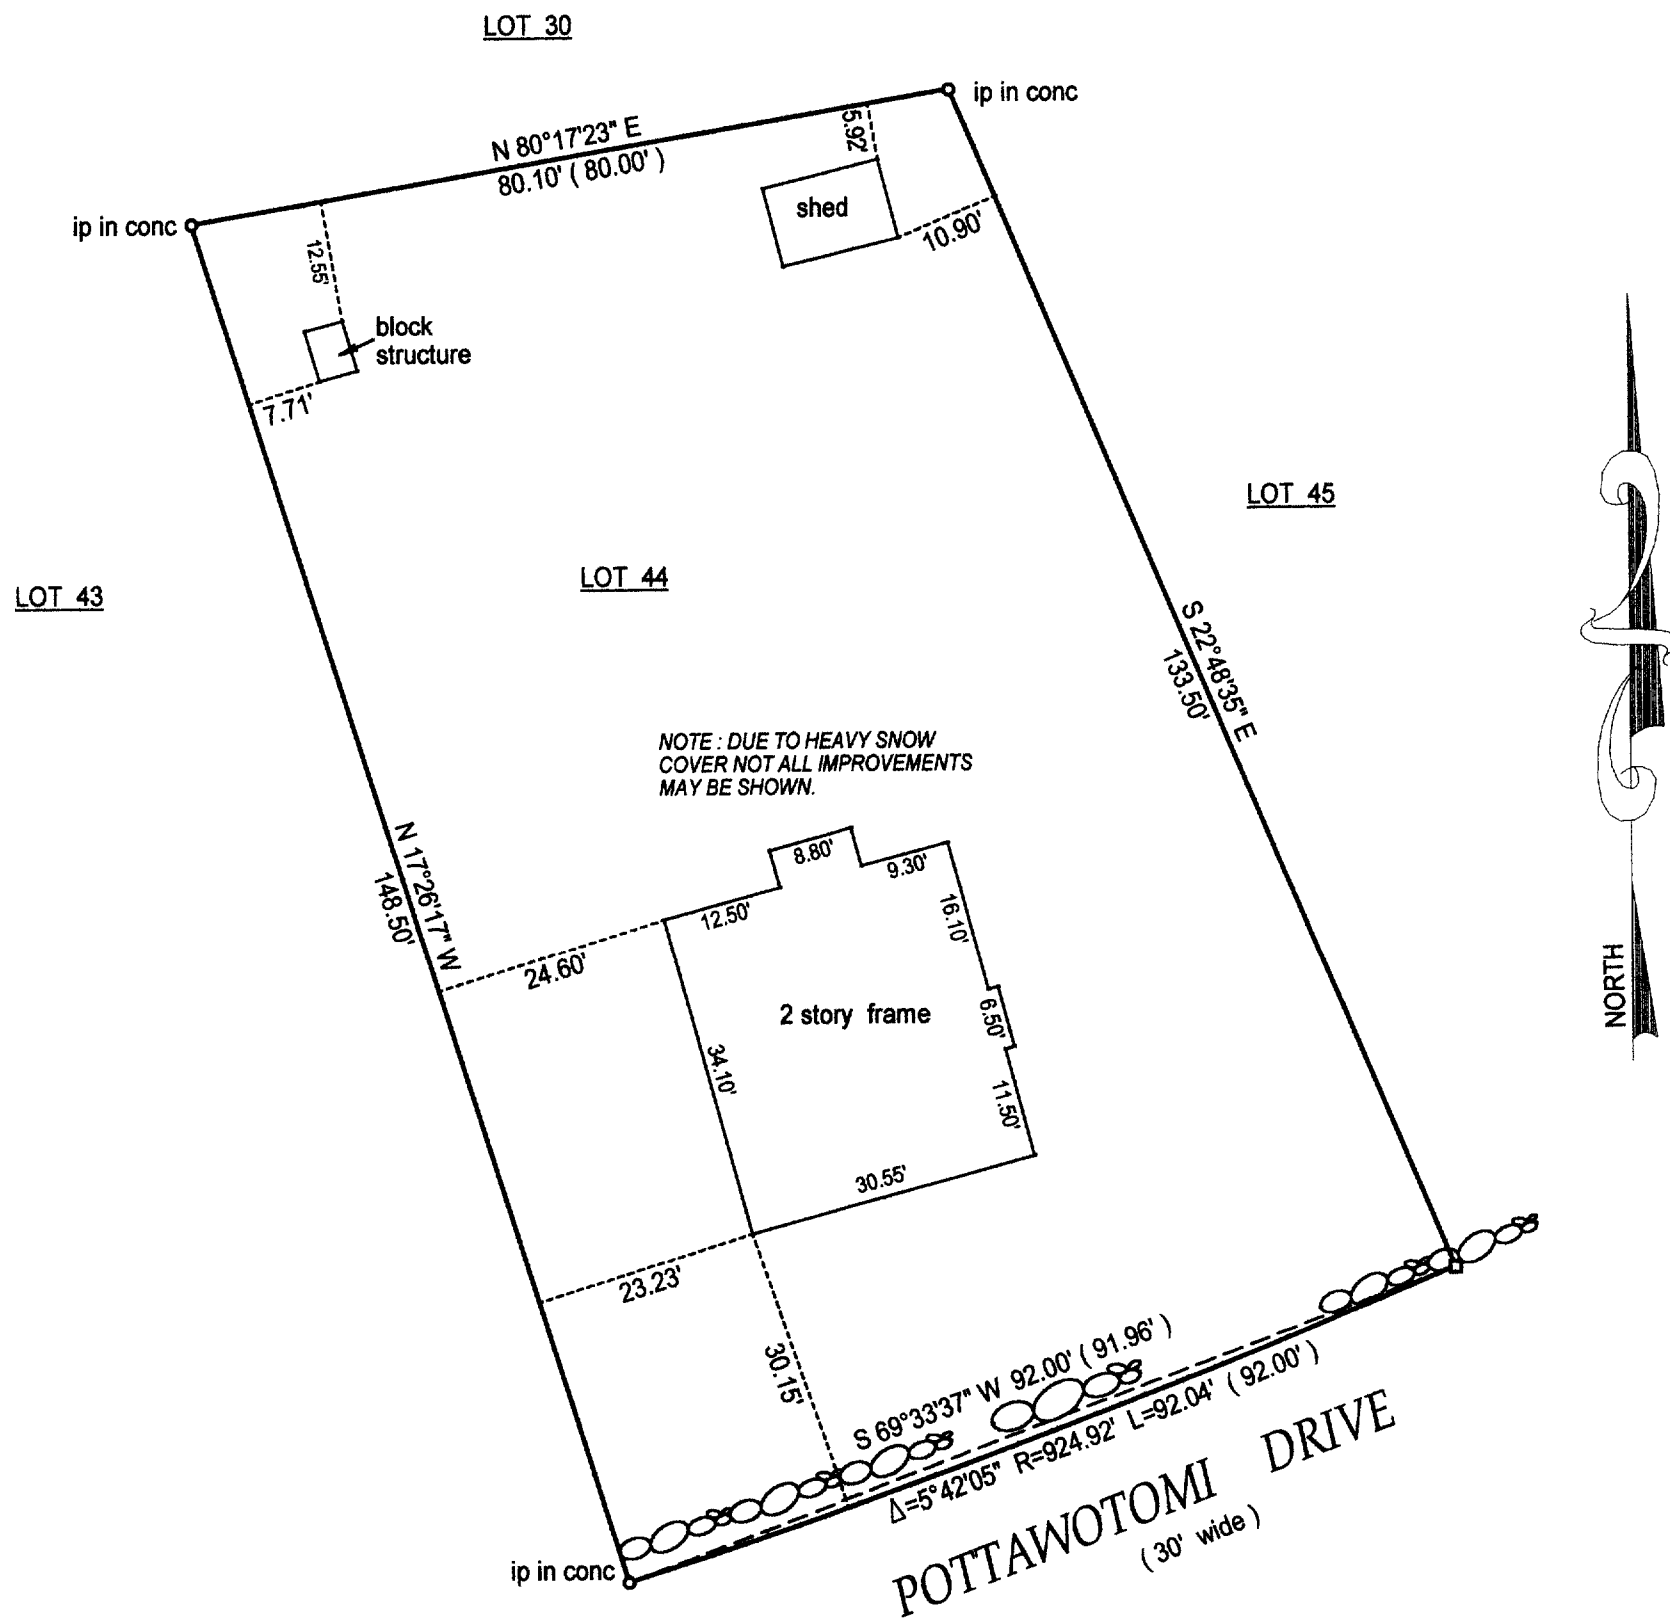 LOT 30
ip in conc
N 80°17'23" E
80.10' ( 80.00' )
5.92'
shed
10.90'
ip in conc
12.55'
block
structure
7.71'
LOT 45
LOT 44
LOT 43
S 22°48'35" E
133.50'
NOTE : DUE TO HEAVY SNOW
COVER NOT ALL IMPROVEMENTS
MAY BE SHOWN.
N 17°26'17" W
148.50'
8.80'
9.30'
12.50'
16.10'
24.60'
2 story frame
6.50'
34.10'
11.50'
30.55'
23.23'
30.15'
NORTH
S 69°33'37" W 92.00' ( 91.96' )
Δ=5°42'05" R=924.92' L=92.04' ( 92.00' )
POTTAWOTOMI DRIVE
( 30' wide )
ip in conc